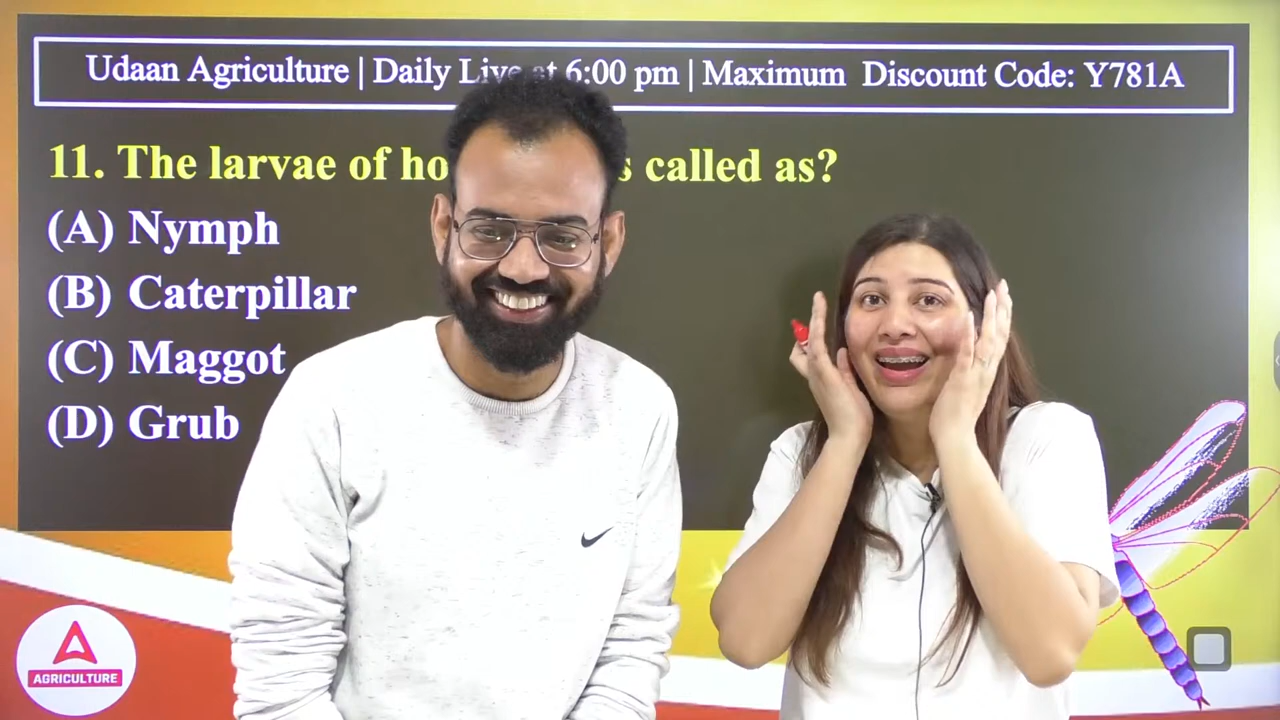 Udaan Agriculture | Daily Live at 6:00 pm | Maximum Discount Code: Y781A
11. The larvae of ho s called as?
(A) Nymph
(B) Caterpillar
(C) Maggot
(D) Grub
AGRICULTURE